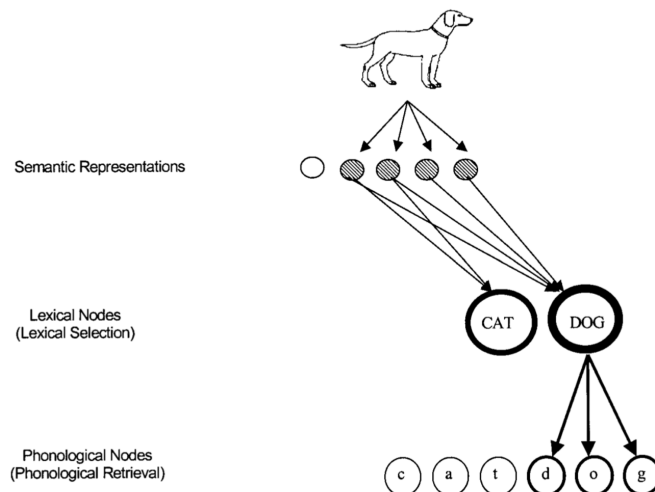 Semantic Representations
Lexical Nodes
(Lexical Selection)
CAT DOG
Phonological Nodes
(Phonological Retrieval)
c a t d o g